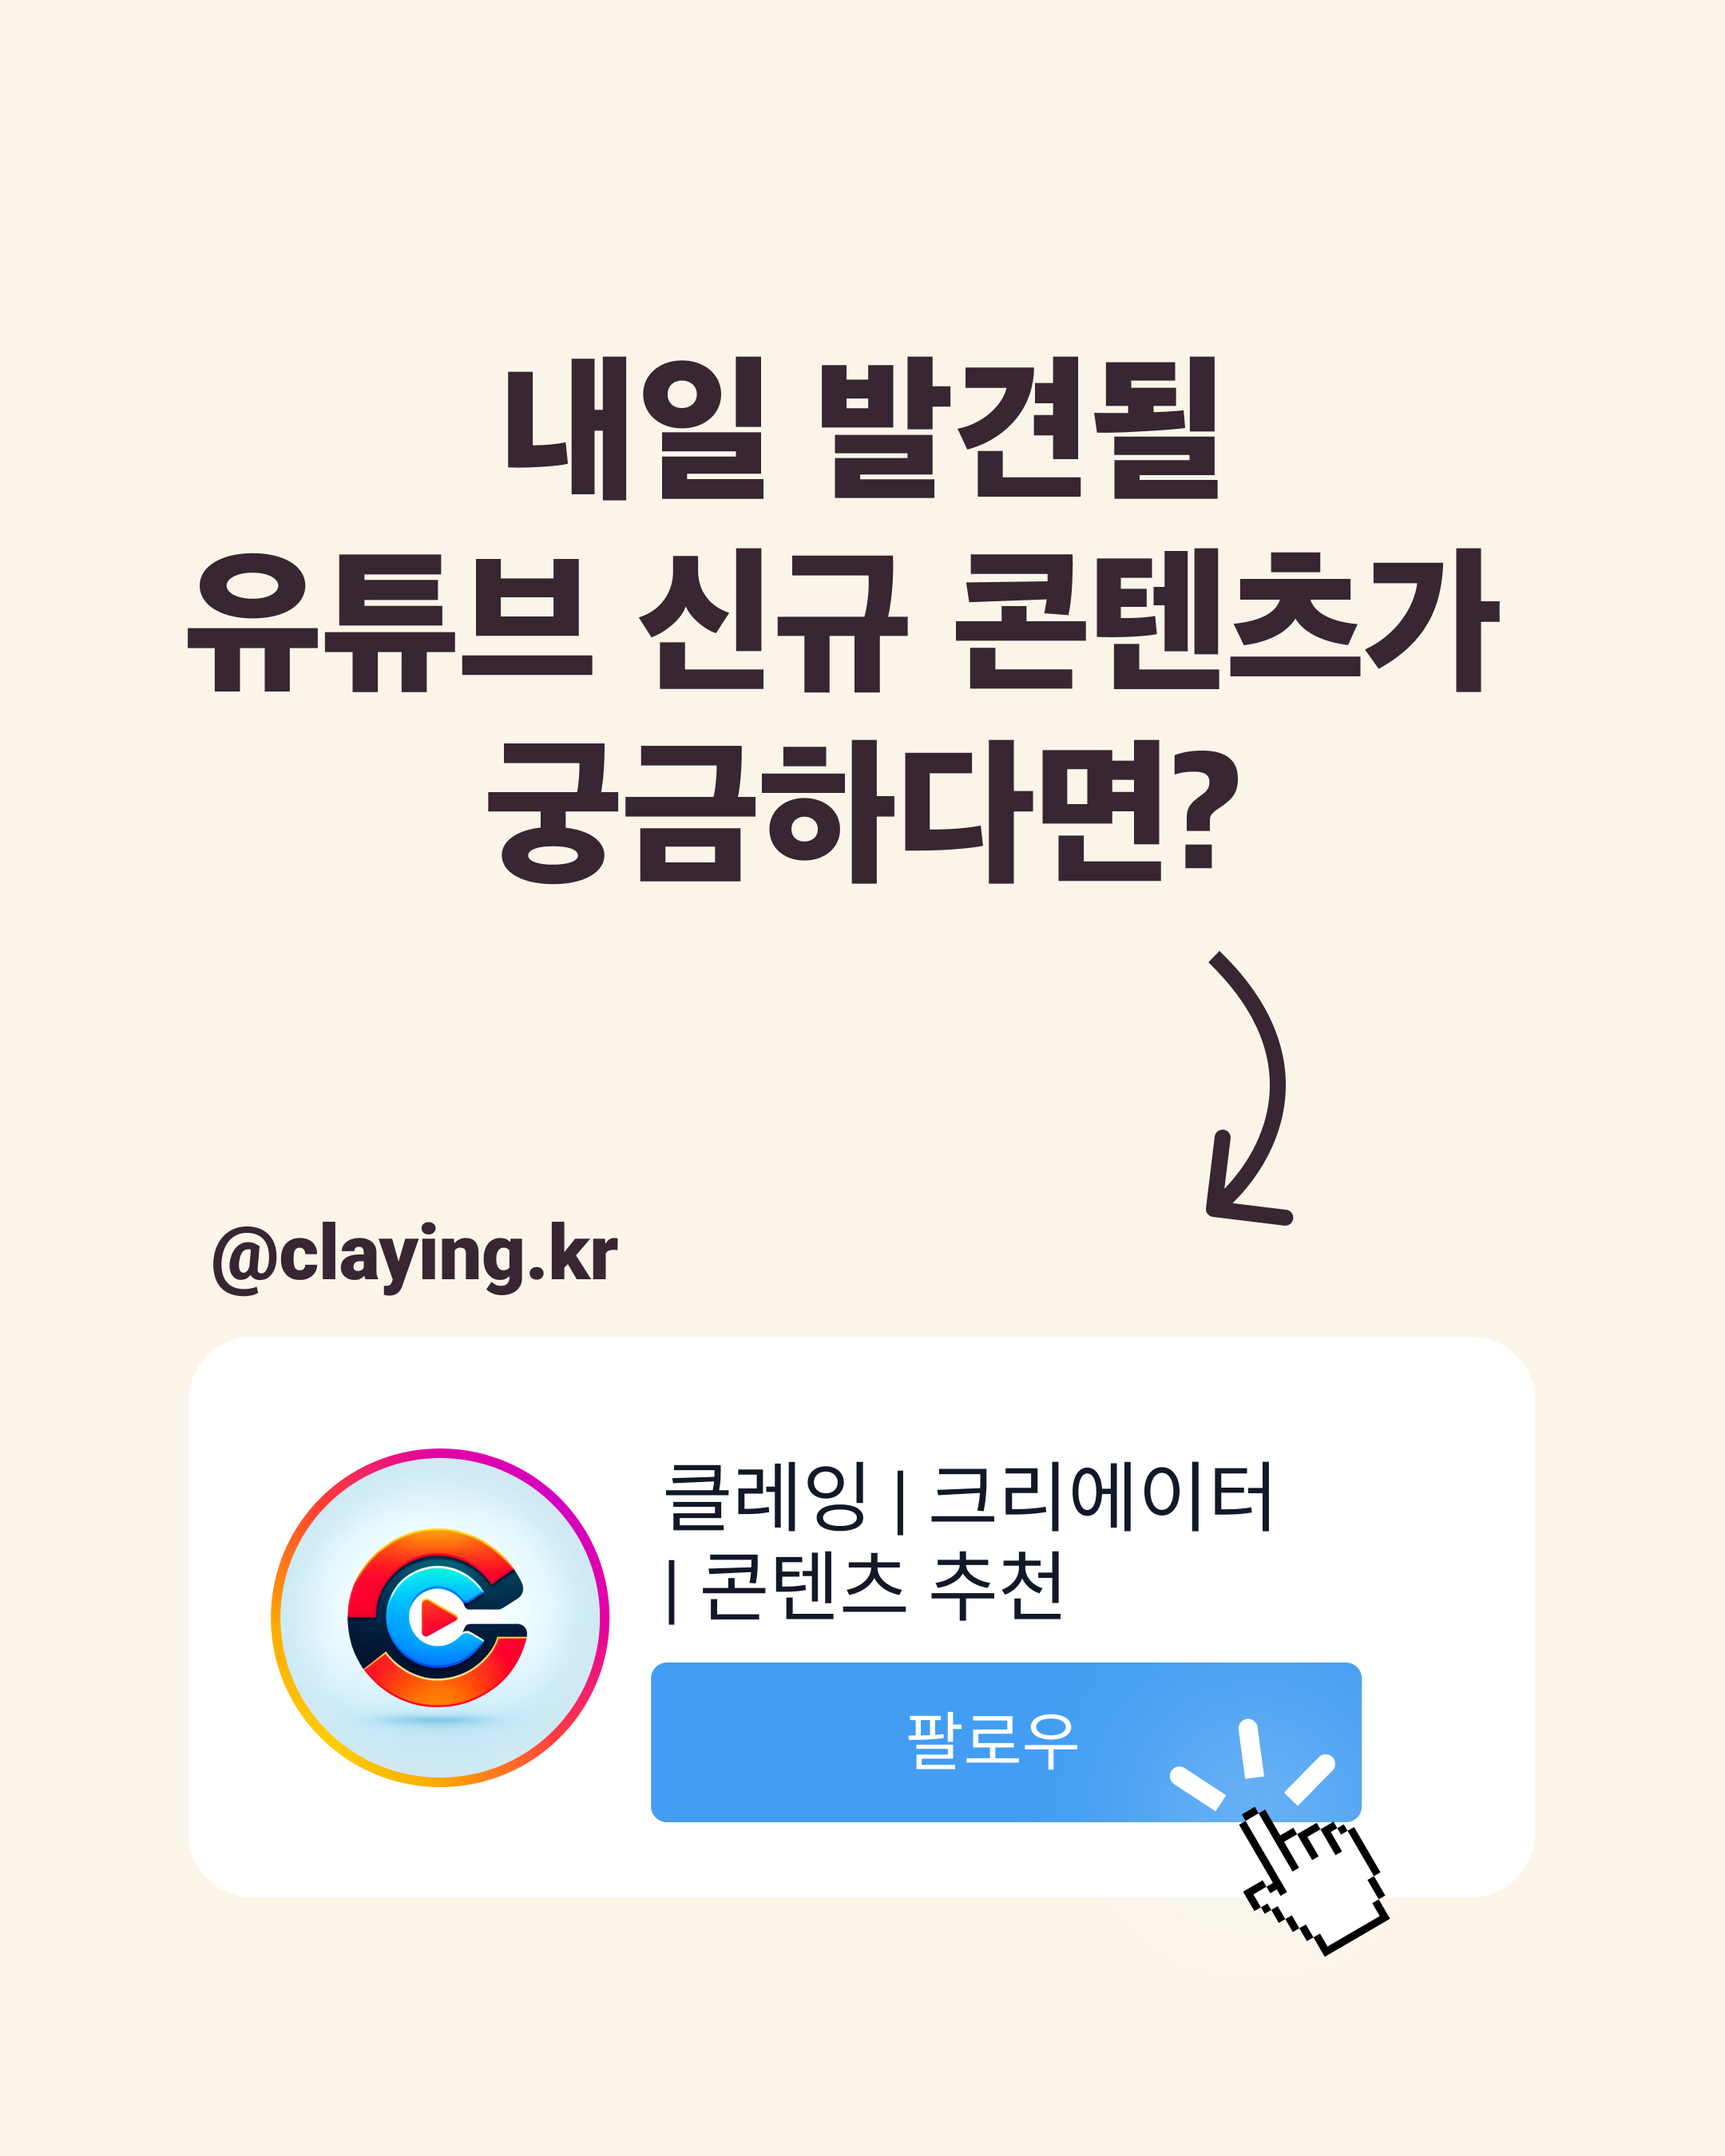 내일 발견될
유튜브 신규 콘텐츠가
궁금하다면?
@claying.kr
클레잉 | 크리에이터
| 콘텐츠 추천
팔로우